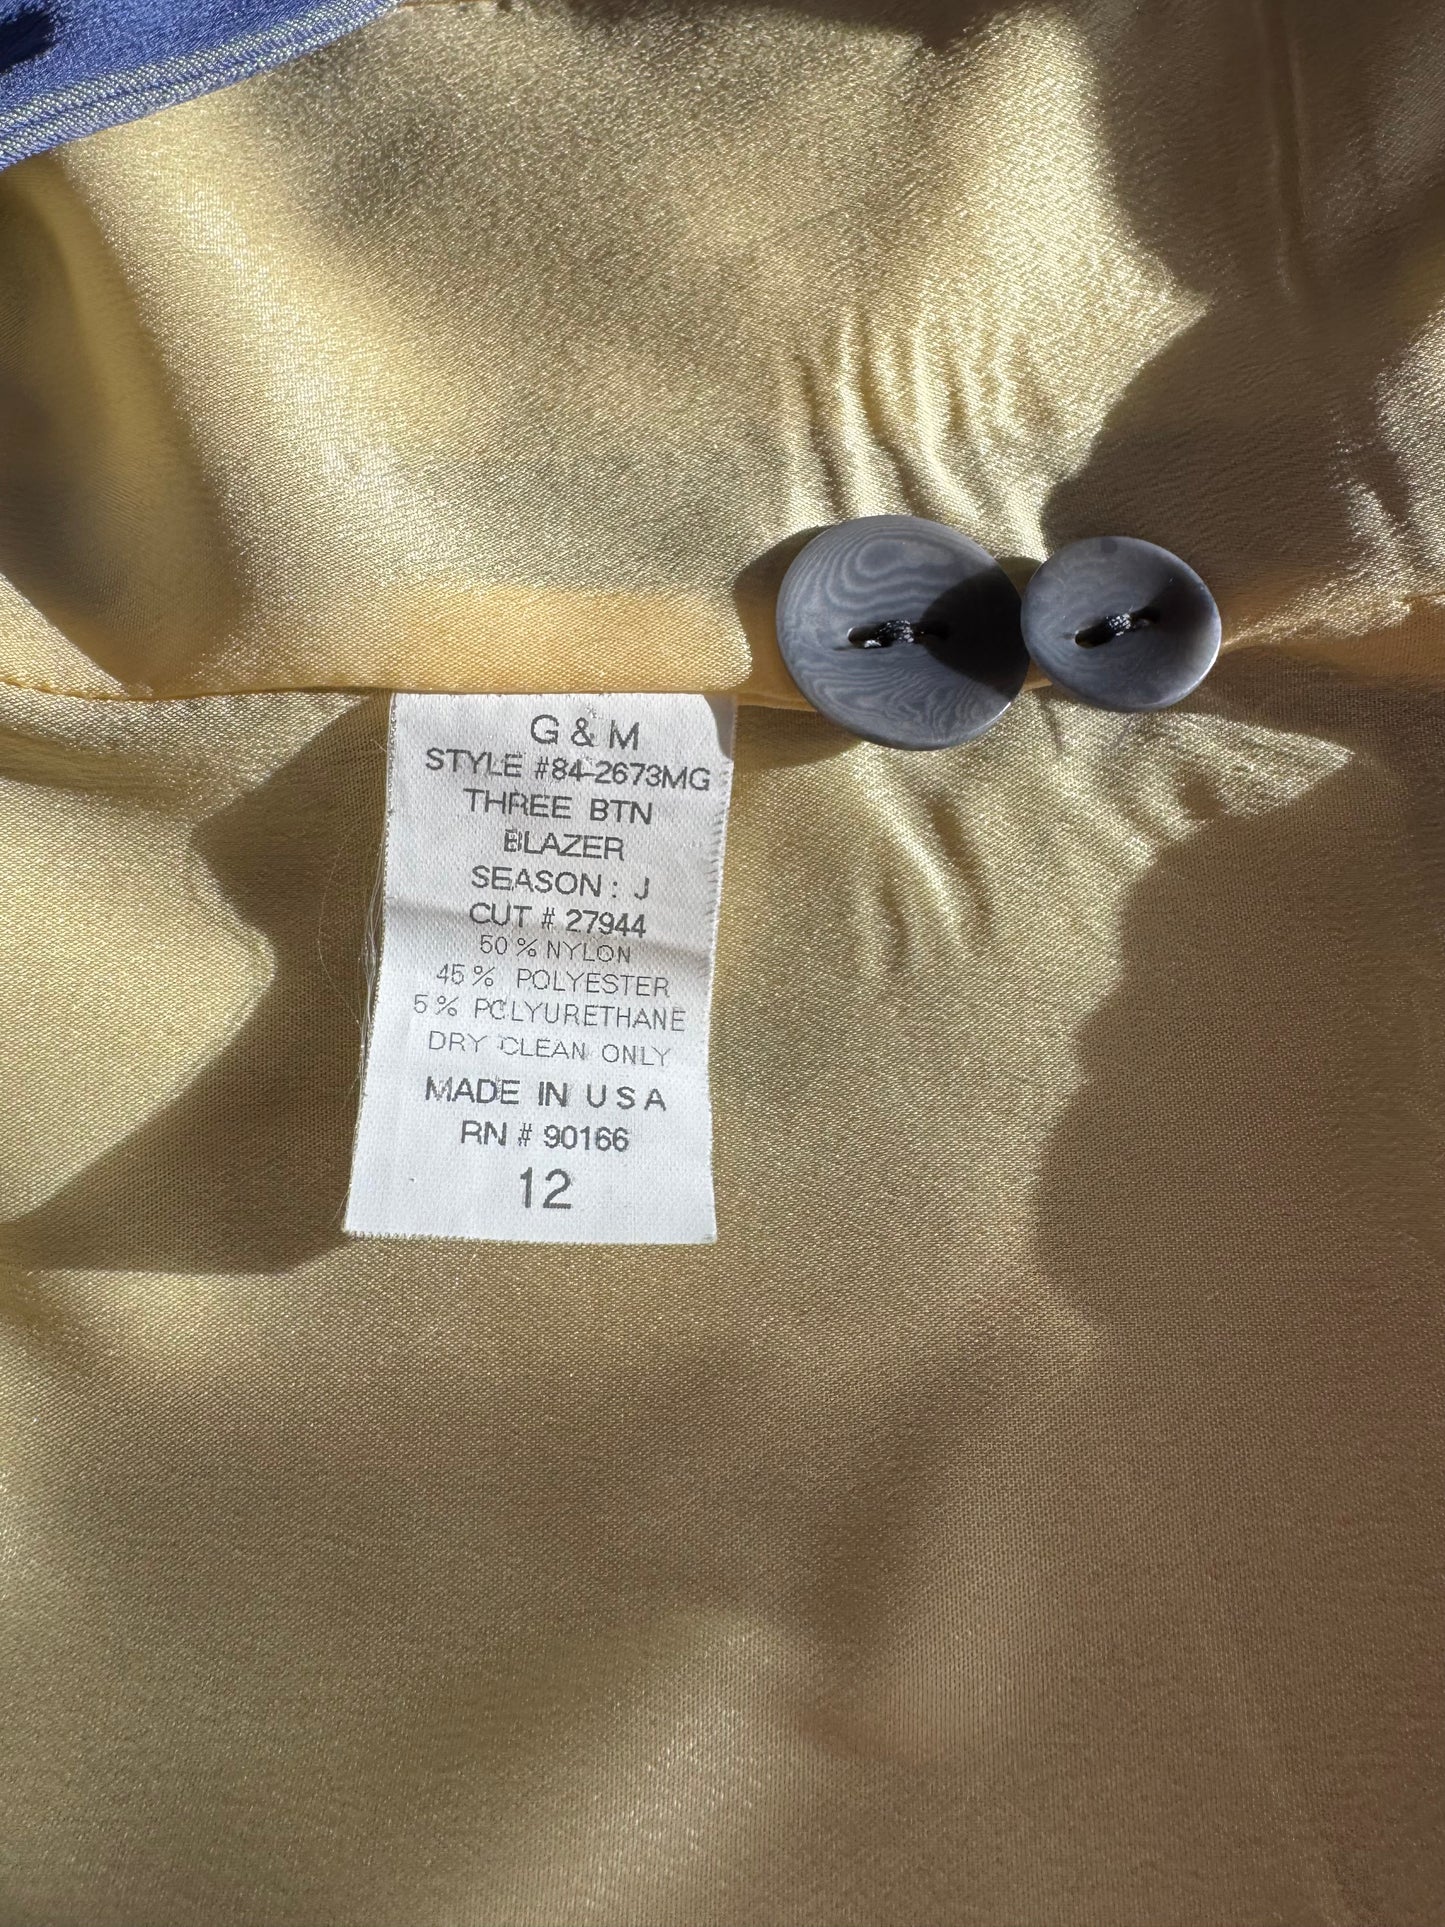 G & M
STYLE #84-2673MG
THREE BTN
BLAZER
SEASON : J
CUT # 27944
50 % NYLON
45 % POLYESTER
5 % POLYURETHANE
DRY CLEAN ONLY
MADE IN U S A
RN # 90166
12